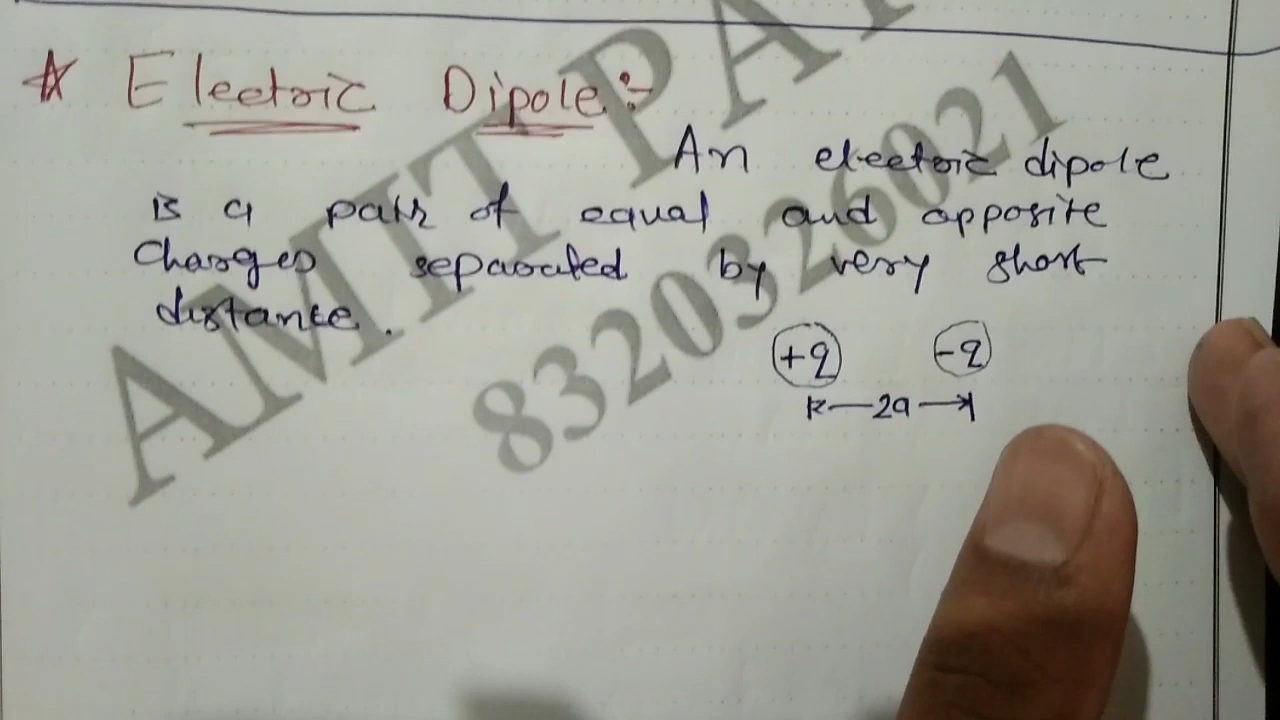 ☆ Electric Dipole :-
An electric dipole
is a pair of equal and opposite
charges separated by very short
distance.
+q -q
2a
AMIT PA
8320326021